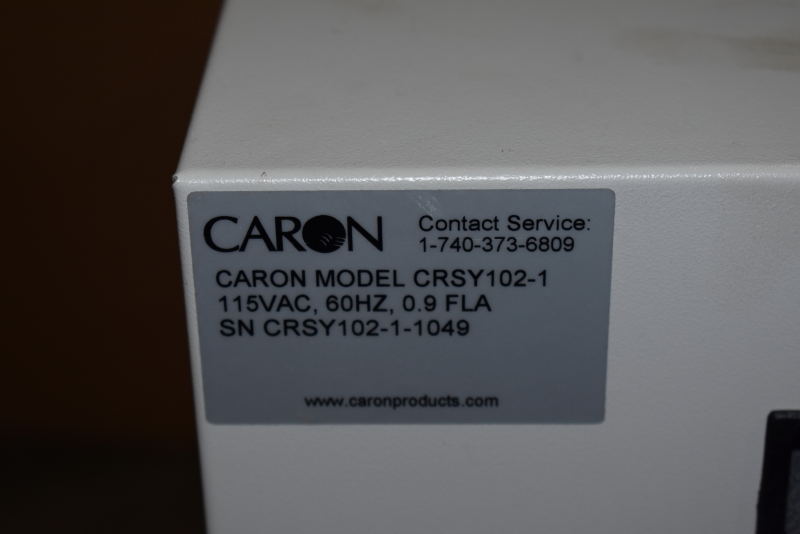 CARON
Contact Service:
1-740-373-6809
CARON MODEL CRSY102-1
115VAC, 60HZ, 0.9 FLA
SN CRSY102-1-1049
www.caronproducts.com